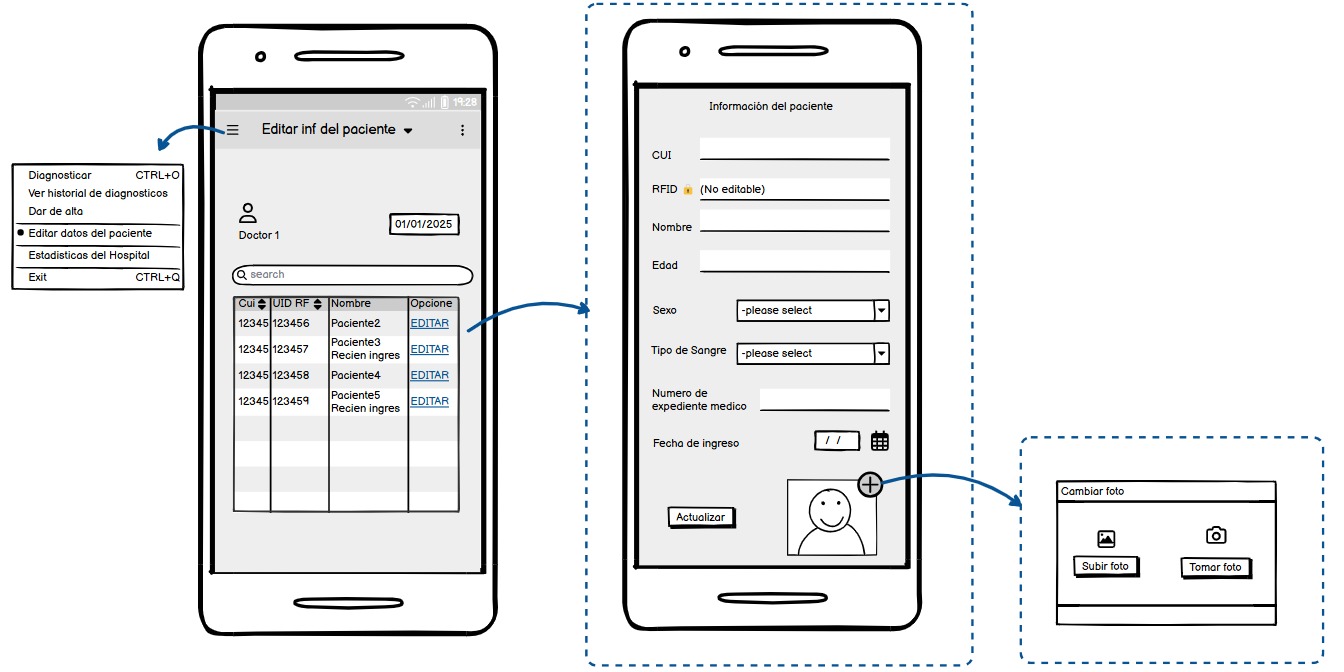 19:28
Editar inf del paciente
Diagnosticar CTRL+O
Ver historial de diagnosticos
Dar de alta
Editar datos del paciente
Estadisticas del Hospital
Exit CTRL+Q
Doctor 1
01/01/2025
search
Cui UID RF Nombre Opcione
12345 123456 Paciente2 EDITAR
12345 123457 Paciente3 Recien ingres EDITAR
12345 123458 Paciente4 EDITAR
12345 123459 Paciente5 Recien ingres EDITAR
Información del paciente
CUI
RFID 🔒 (No editable)
Nombre
Edad
Sexo -please select
Tipo de Sangre -please select
Numero de
expediente medico
Fecha de ingreso / /
Actualizar
Cambiar foto
Subir foto
Tomar foto